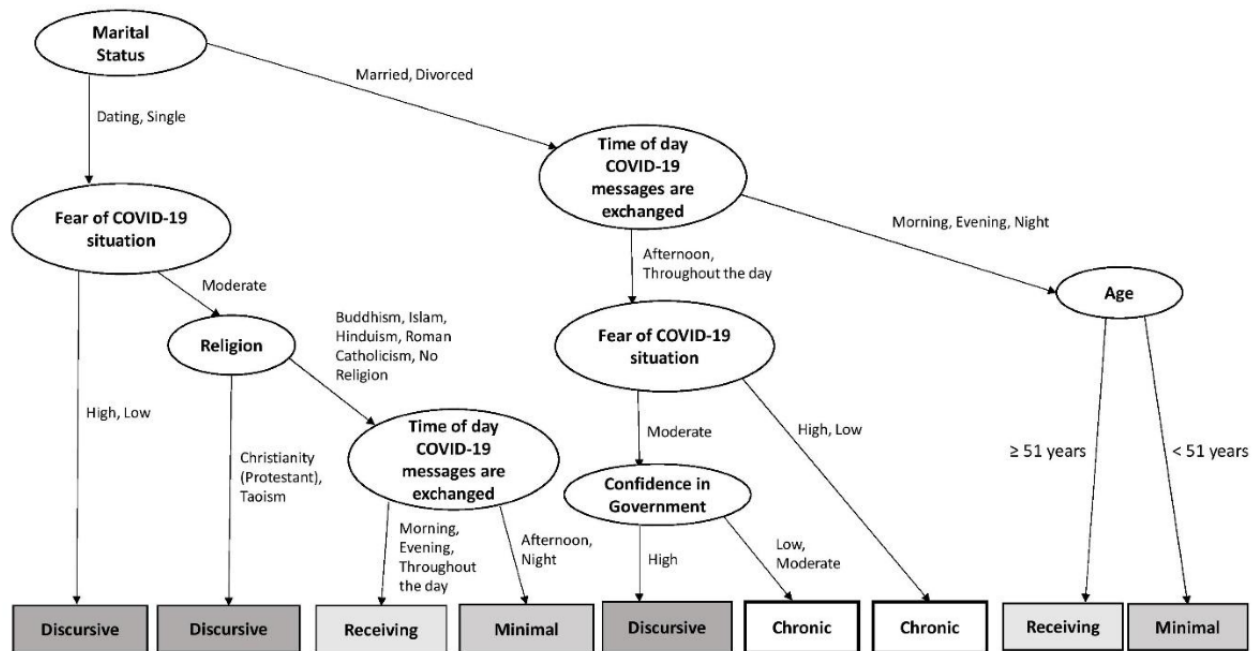 Marital
Status
Married, Divorced
Dating, Single
Time of day
COVID-19
messages are
exchanged
Fear of COVID-19
situation
Morning, Evening, Night
Afternoon,
Throughout the day
Moderate
Age
Buddhism, Islam,
Hinduism, Roman
Catholicism, No
Religion
Religion
Fear of COVID-19
situation
High, Low
Moderate
High, Low
Time of day
COVID-19
messages are
exchanged
≥ 51 years
< 51 years
Christianity
(Protestant),
Taoism
Confidence in
Government
Morning,
Evening,
Throughout
the day
Afternoon,
Night
High
Low,
Moderate
Discursive
Discursive
Receiving
Minimal
Discursive
Chronic
Chronic
Receiving
Minimal